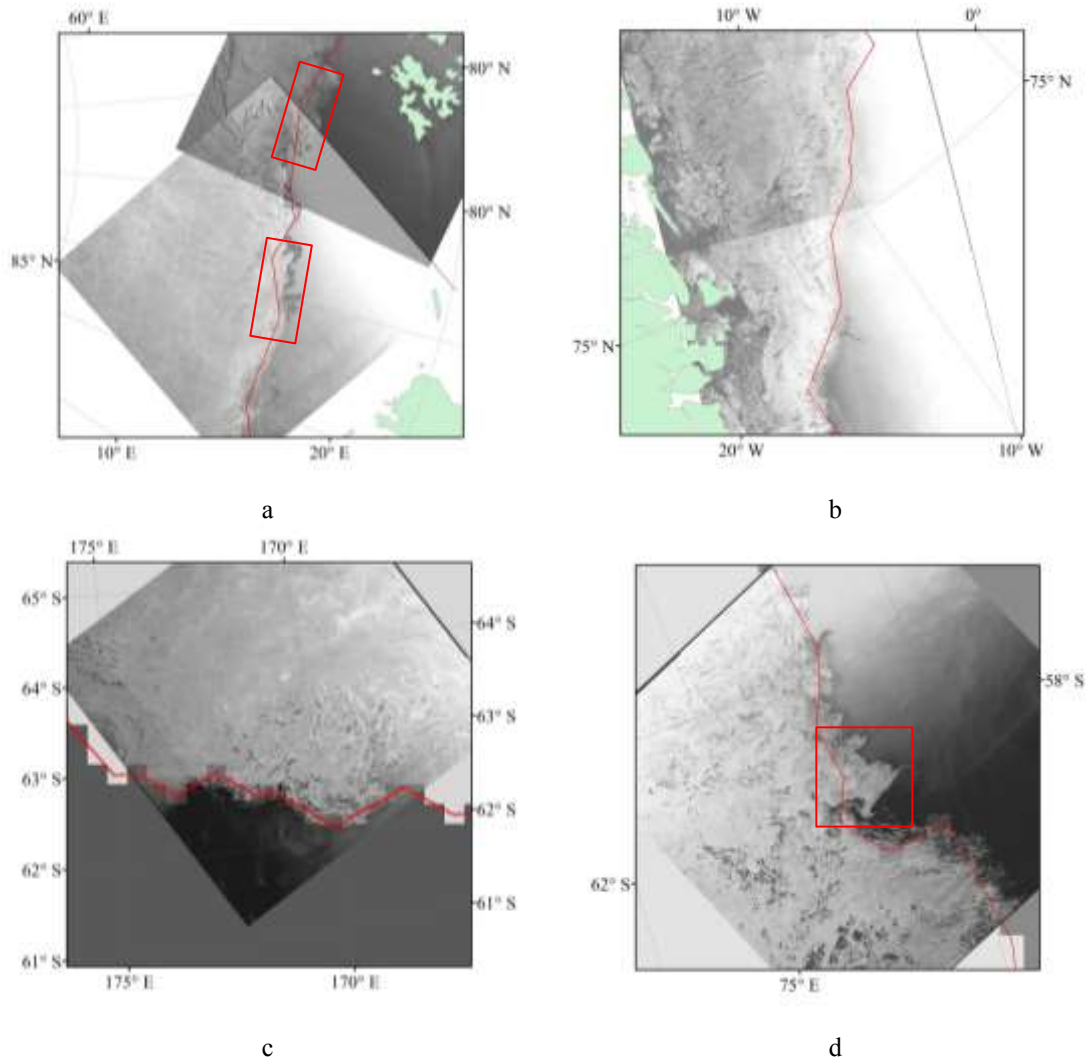 60° E
10° W 0°
80° N
75° N
80° N
85° N
75° N
10° E 20° E
20° W 10° W
a b
175° E 170° E
65° S
64° S
58° S
64° S
63° S
63° S
62° S
62° S
62° S
61° S
61° S
175° E 170° E
75° E
c d